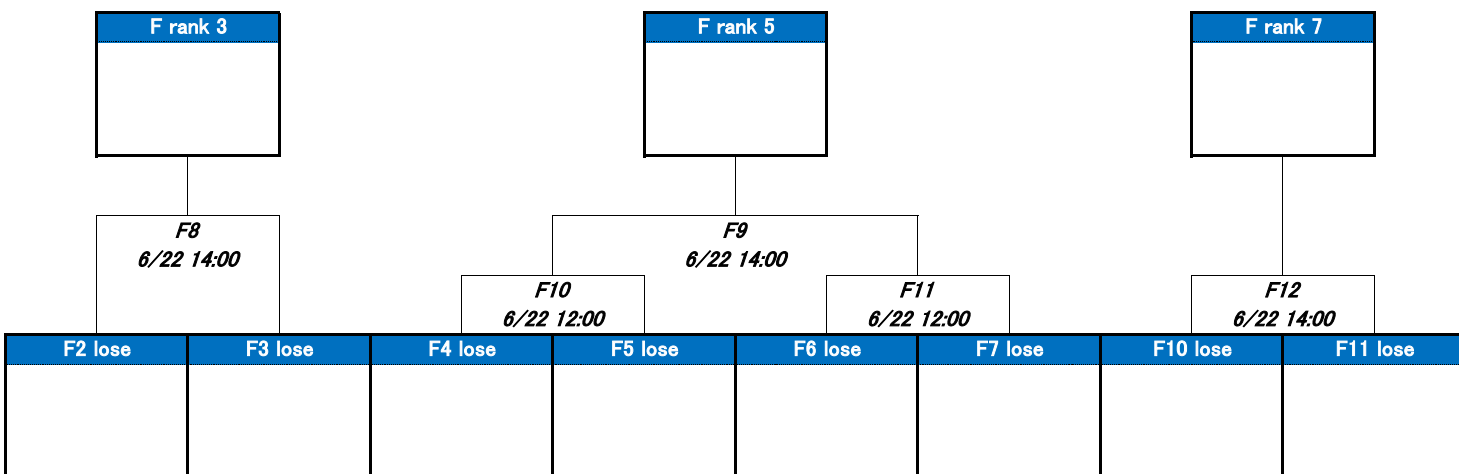 F rank 3
F rank 5
F rank 7
F8
6/22 14:00
F9
6/22 14:00
F10
6/22 12:00
F11
6/22 12:00
F12
6/22 14:00
F2 lose
F3 lose
F4 lose
F5 lose
F6 lose
F7 lose
F10 lose
F11 lose